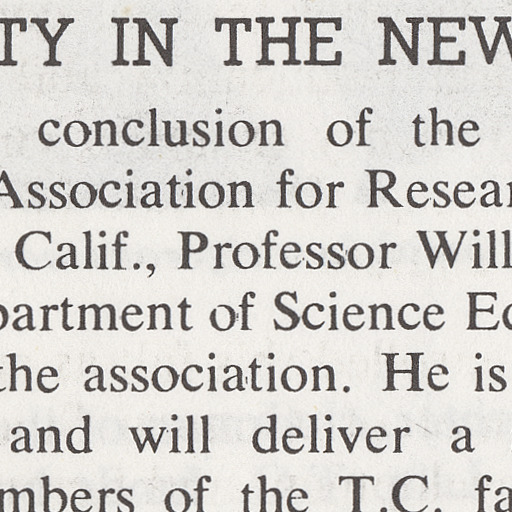 TY IN THE NEW
conclusion of the
Association for Resear
Calif., Professor Will
partment of Science Ed
the association. He is
and will deliver a
mbers of the T.C. fa